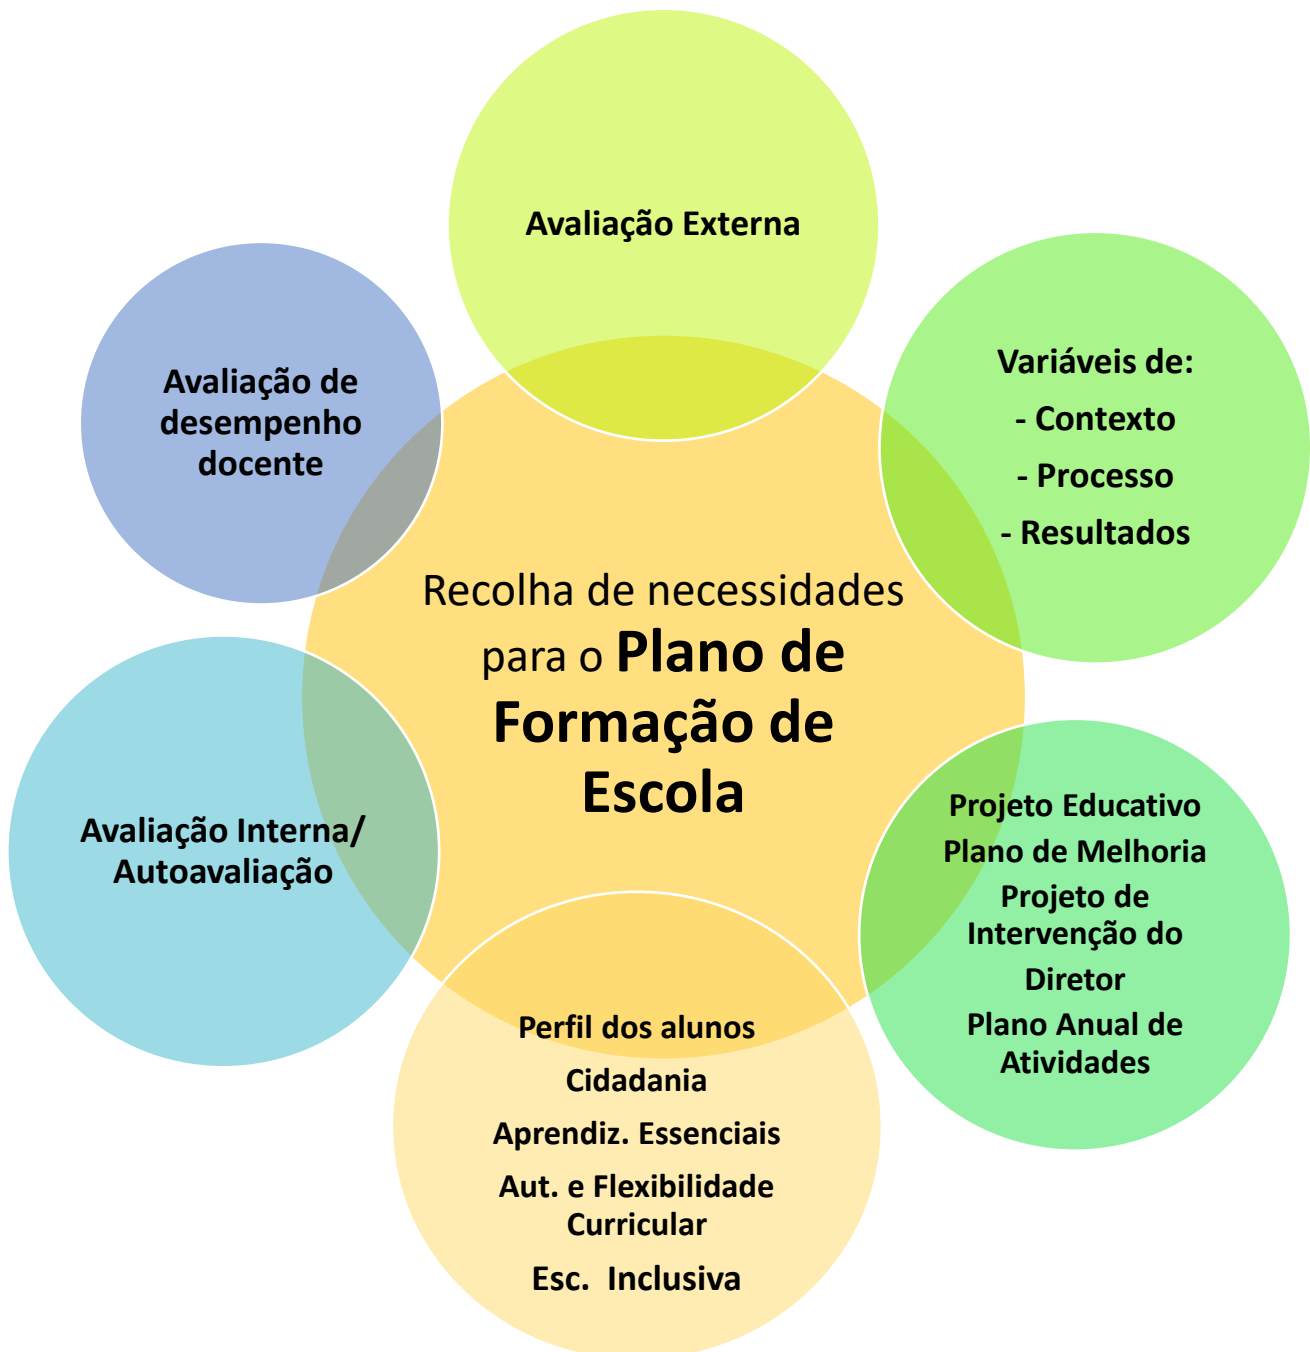 Avaliação Externa
Variáveis de:
- Contexto
- Processo
- Resultados
Projeto Educativo
Plano de Melhoria
Projeto de
Intervenção do
Diretor
Plano Anual de
Atividades
Perfil dos alunos
Cidadania
Aprendiz. Essenciais
Aut. e Flexibilidade
Curricular
Esc.  Inclusiva
Avaliação Interna/
Autoavaliação
Avaliação de
desempenho
docente
Recolha de necessidades
para o Plano de
Formação de
Escola